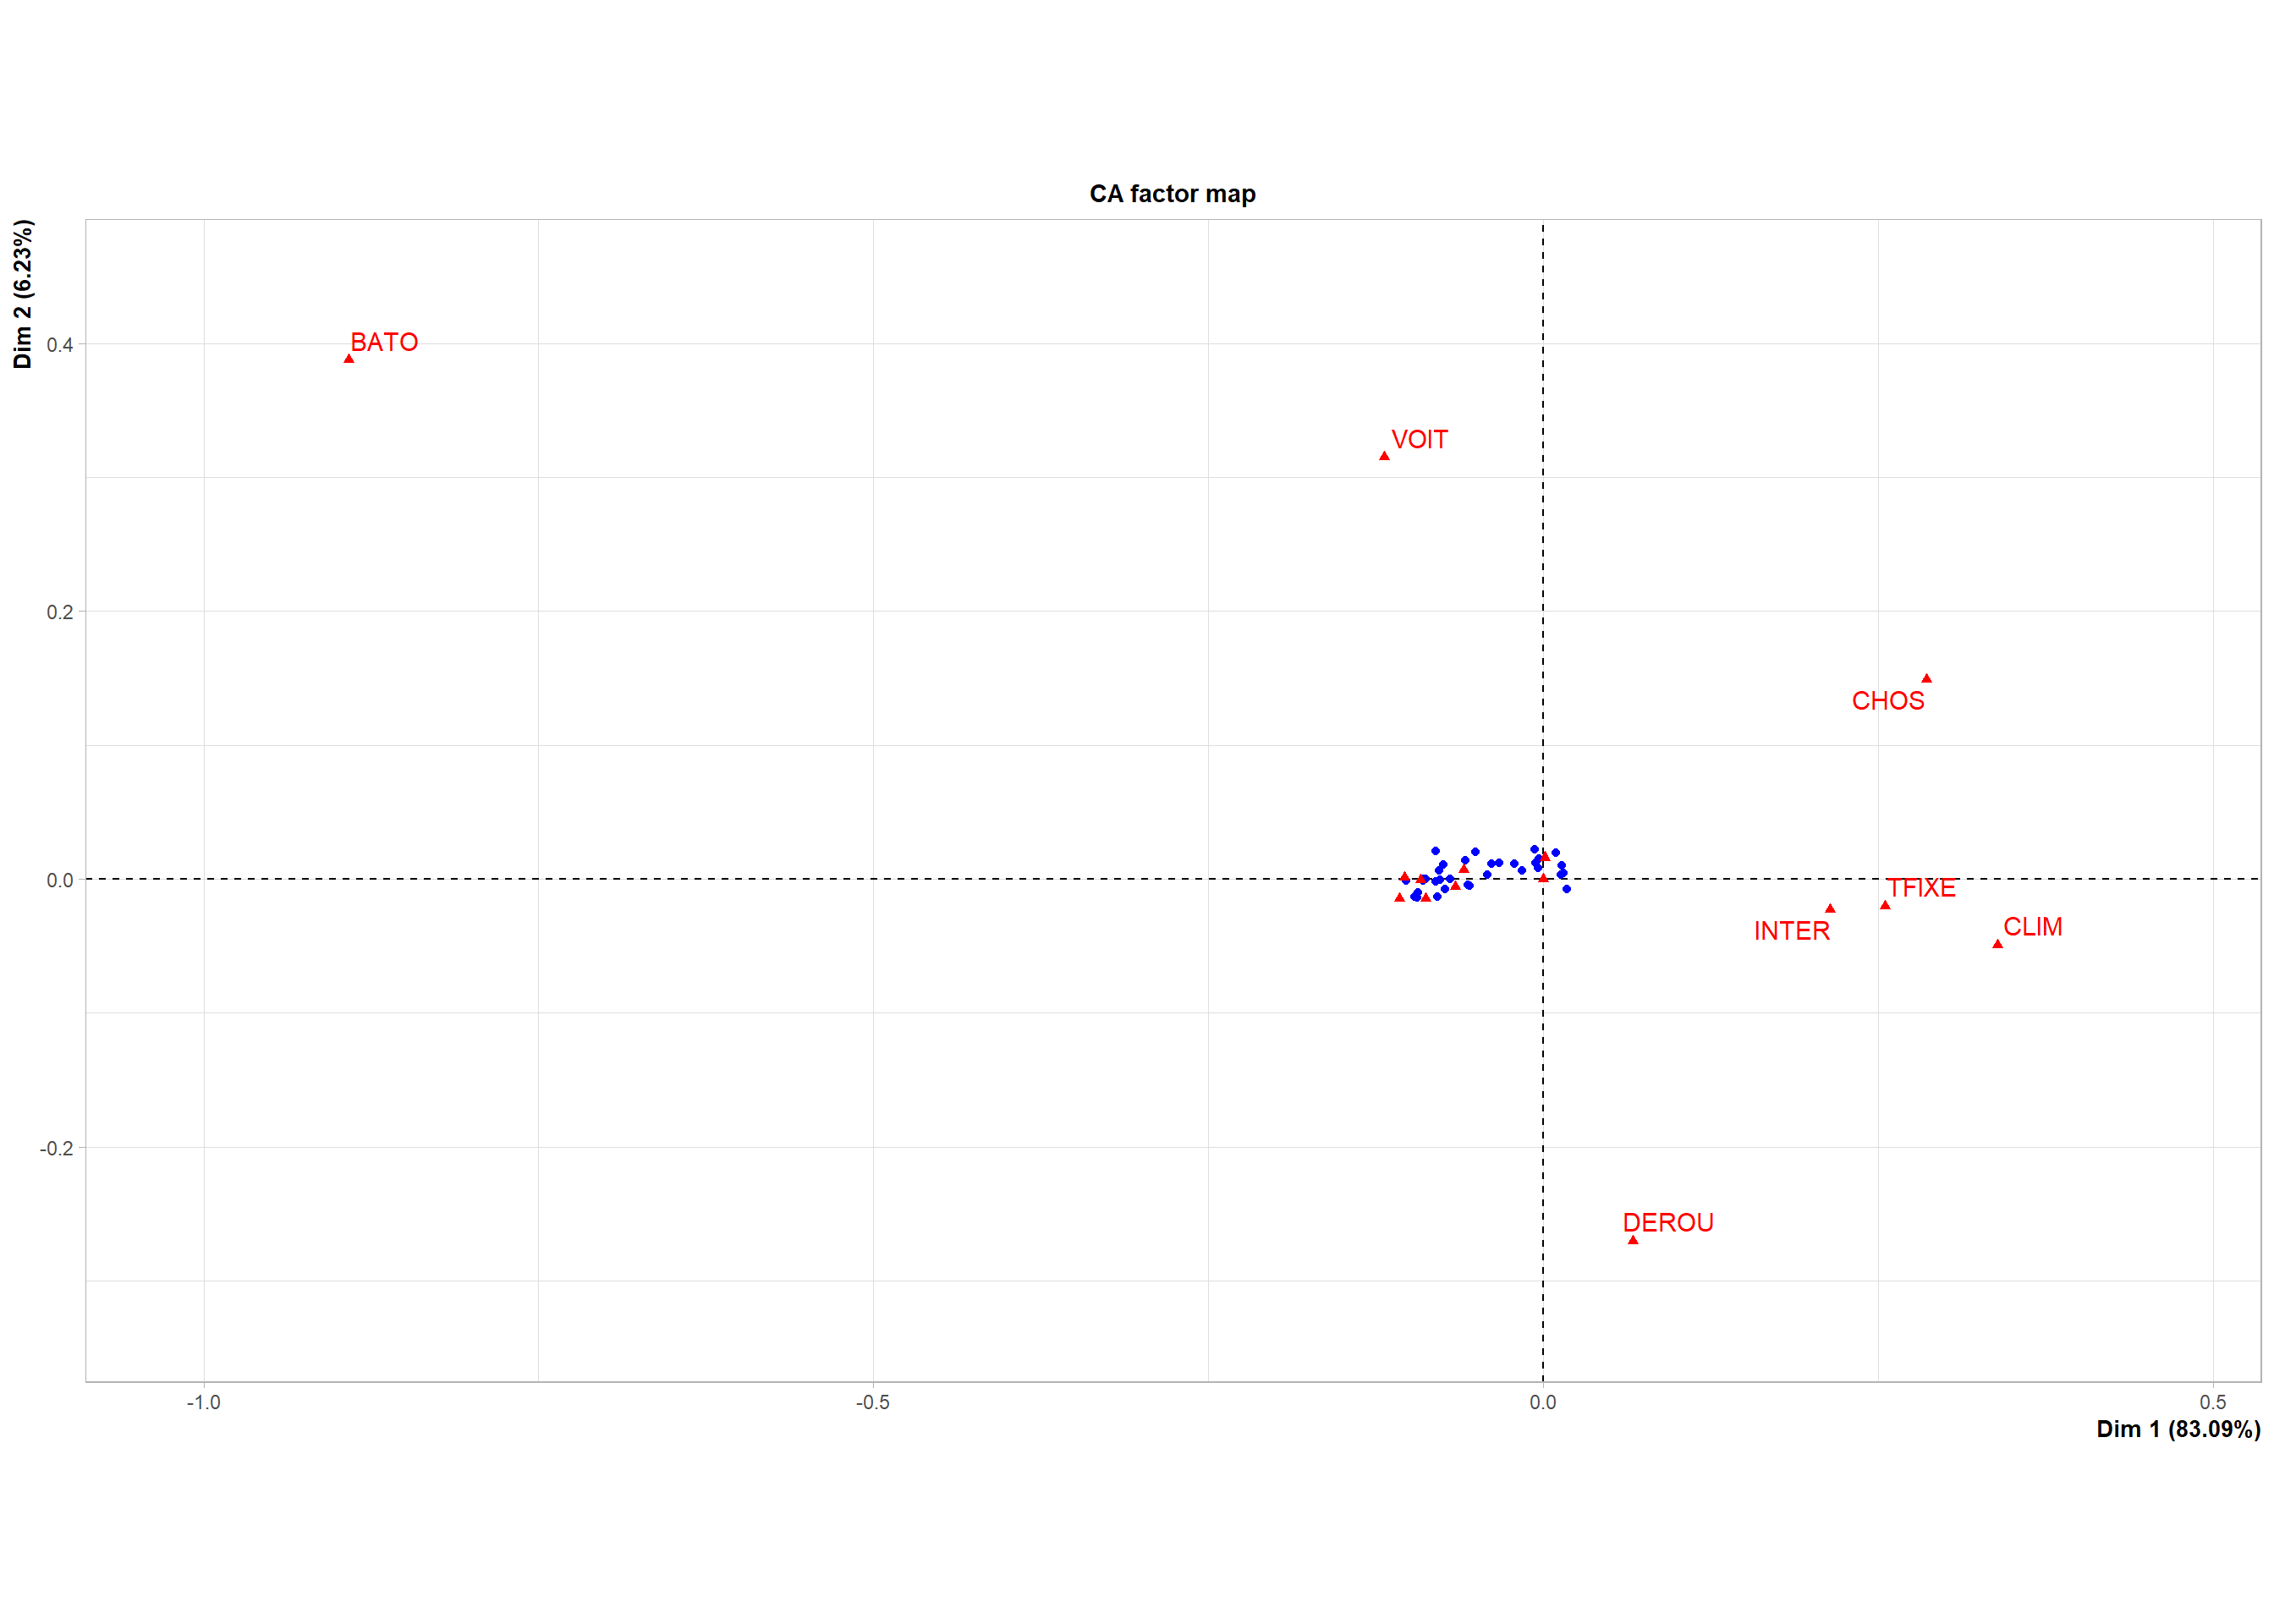 CA factor map
Dim 2 (6.23%)
0.4
0.2
0.0
-0.2
BATO
VOIT
CHOS
TFIXE
INTER
CLIM
DEROU
-1.0
-0.5
0.0
0.5
Dim 1 (83.09%)